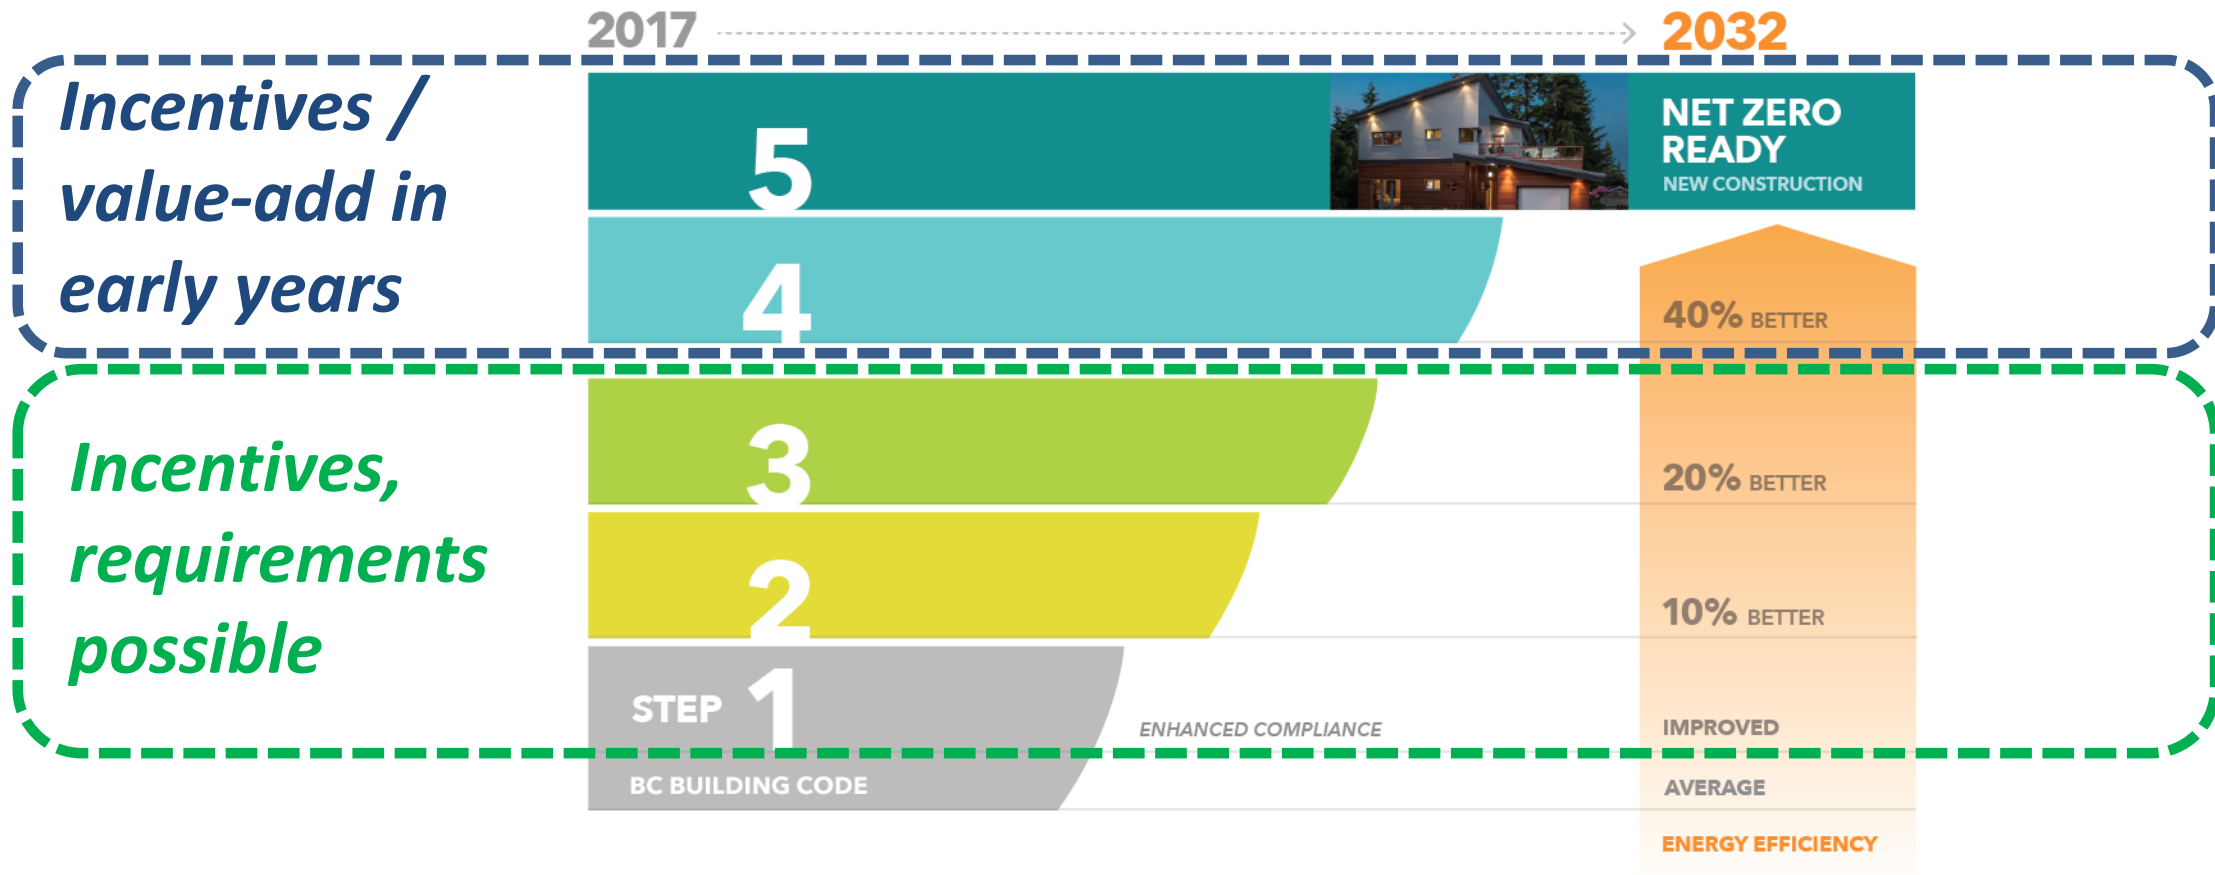 2017
2032
Incentives /
value-add in
early years
5
NET ZERO
READY
NEW CONSTRUCTION
4
40% BETTER
Incentives,
requirements
possible
3
20% BETTER
2
10% BETTER
STEP 1
ENHANCED COMPLIANCE
IMPROVED
BC BUILDING CODE
AVERAGE
ENERGY EFFICIENCY